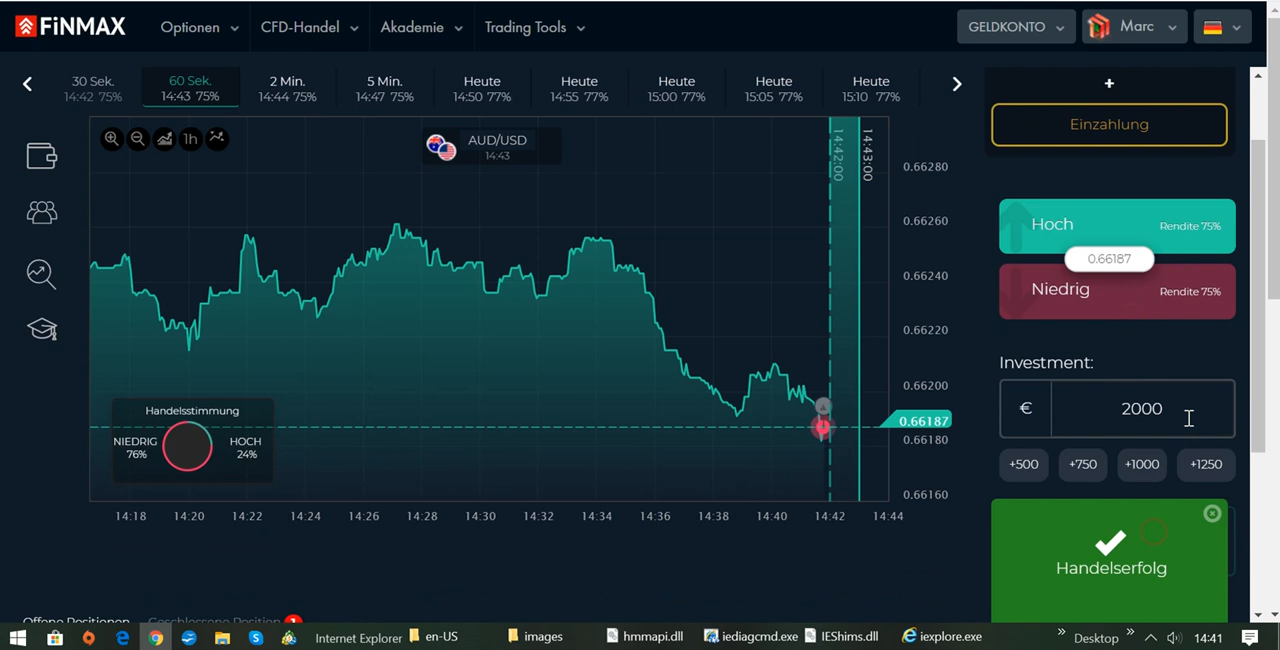 FiNMAX Optionen CFD-Handel Akademie Trading Tools GELDKONTO Marc
30 Sek. 60 Sek. 2 Min. 5 Min. Heute Heute Heute Heute Heute
14:42 75% 14:43 75% 14:44 75% 14:47 75% 14:50 77% 14:55 77% 15:00 77% 15:05 77% 15:10 77%
+
Einzahlung
1h
AUD/USD
14:43
14:42:00
14:43:00
0.66280
0.66260
0.66240
0.66220
0.66200
0.66187
0.66180
0.66160
Hoch Rendite 75%
0.66187
Niedrig Rendite 75%
Investment:
€ 2000
+500 +750 +1000 +1250
Handelsstimmung
NIEDRIG HOCH
76% 24%
14:18 14:20 14:22 14:24 14:26 14:28 14:30 14:32 14:34 14:36 14:38 14:40 14:42 14:44
Handelserfolg
Offene Positionen Geschlossene Position
Internet Explorer en-US images hmmapi.dll iediagcmd.exe IEShims.dll iexplore.exe » Desktop » 14:41